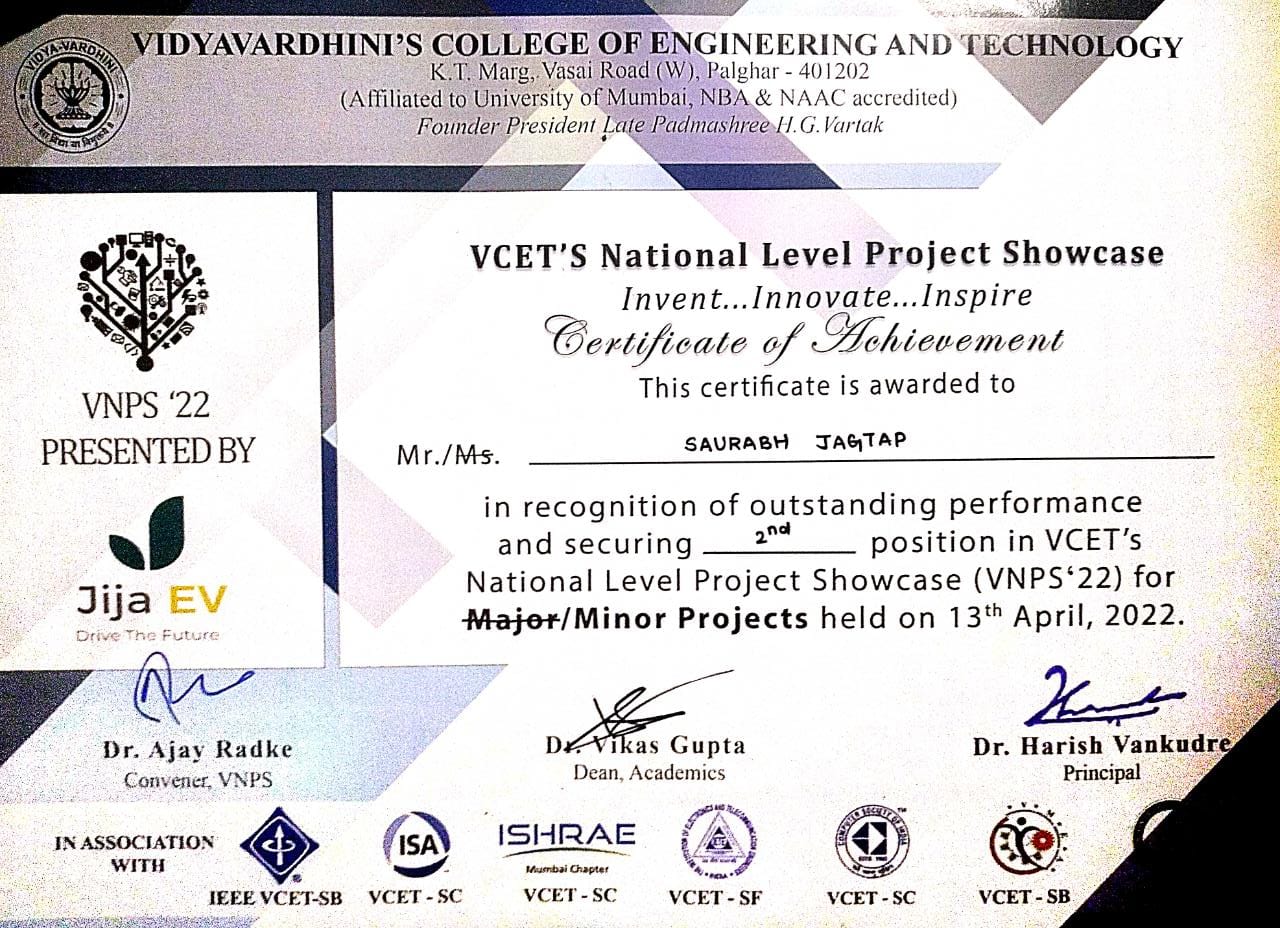 VIDYAVARDHINI'S COLLEGE OF ENGINEERING AND TECHNOLOGY
K.T. Marg, Vasai Road (W), Palghar - 401202
(Affiliated to University of Mumbai, NBA & NAAC accredited)
Founder President Late Padmashree H.G.Vartak
VIDYA-VARDHINI
VCET'S National Level Project Showcase
Invent...Innovate...Inspire
Certificate of Achievement
This certificate is awarded to
Mr./Ms. SAURABH JAGTAP
in recognition of outstanding performance
and securing 2nd position in VCET's
National Level Project Showcase (VNPS‘22) for
Major/Minor Projects held on 13th April, 2022.
VNPS ‘22
PRESENTED BY
Jija EV
Drive The Future
Dr. Ajay Radke
Convener, VNPS
Dr. Vikas Gupta
Dean, Academics
Dr. Harish Vankudre
Principal
IN ASSOCIATION
WITH
IEEE VCET-SB
ISA
VCET - SC
ISHRAE
Mumbai Chapter
VCET - SC
VCET - SF
COMPUTER SOCIETY OF INDIA
VCET - SC
VCET - SB